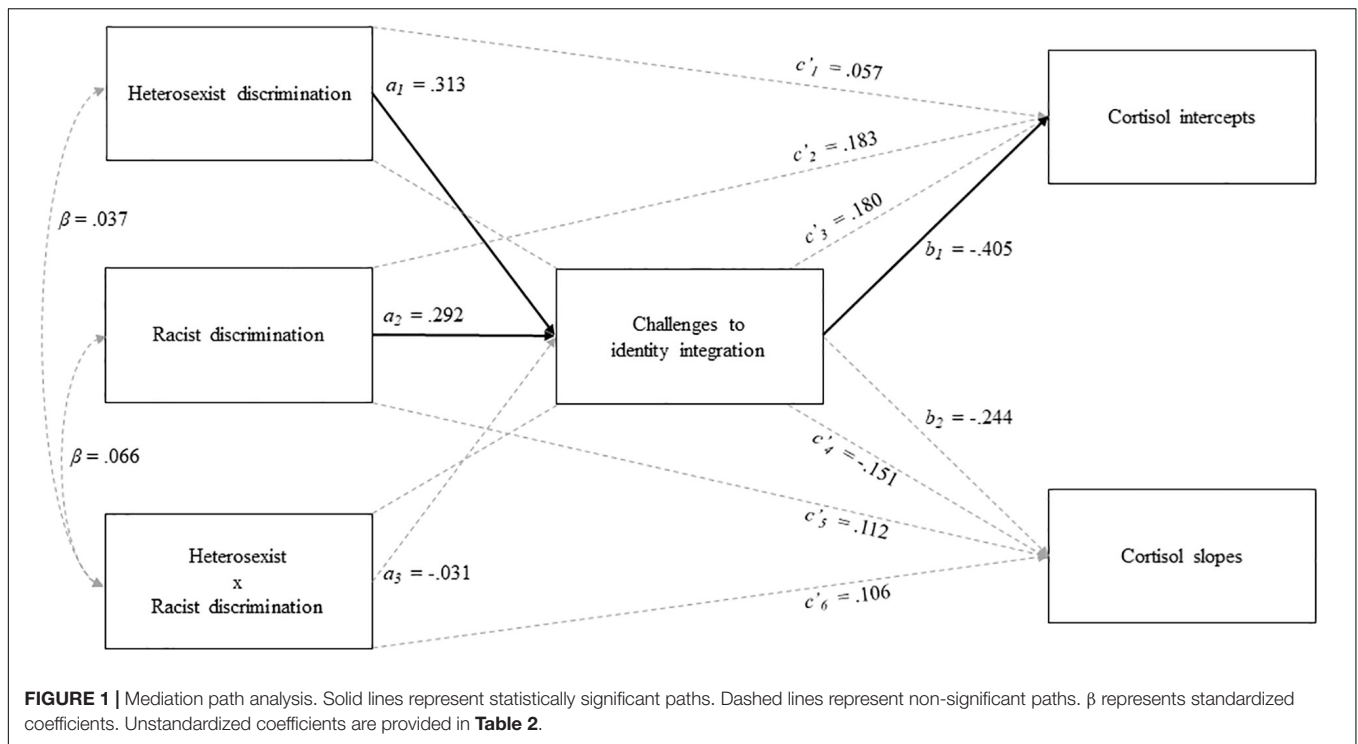 Heterosexist discrimination
a1 = .313
c'1 = .057
Cortisol intercepts
c'2 = .183
c'3 = .180
β = .037
b1 = -.405
Racist discrimination
a2 = .292
Challenges to
identity integration
b2 = -.244
β = .066
c'4 = -.151
c'5 = .112
Heterosexist
x
Racist discrimination
a3 = -.031
c'6 = .106
Cortisol slopes
FIGURE 1 | Mediation path analysis. Solid lines represent statistically significant paths. Dashed lines represent non-significant paths. β represents standardized
coefficients. Unstandardized coefficients are provided in Table 2.